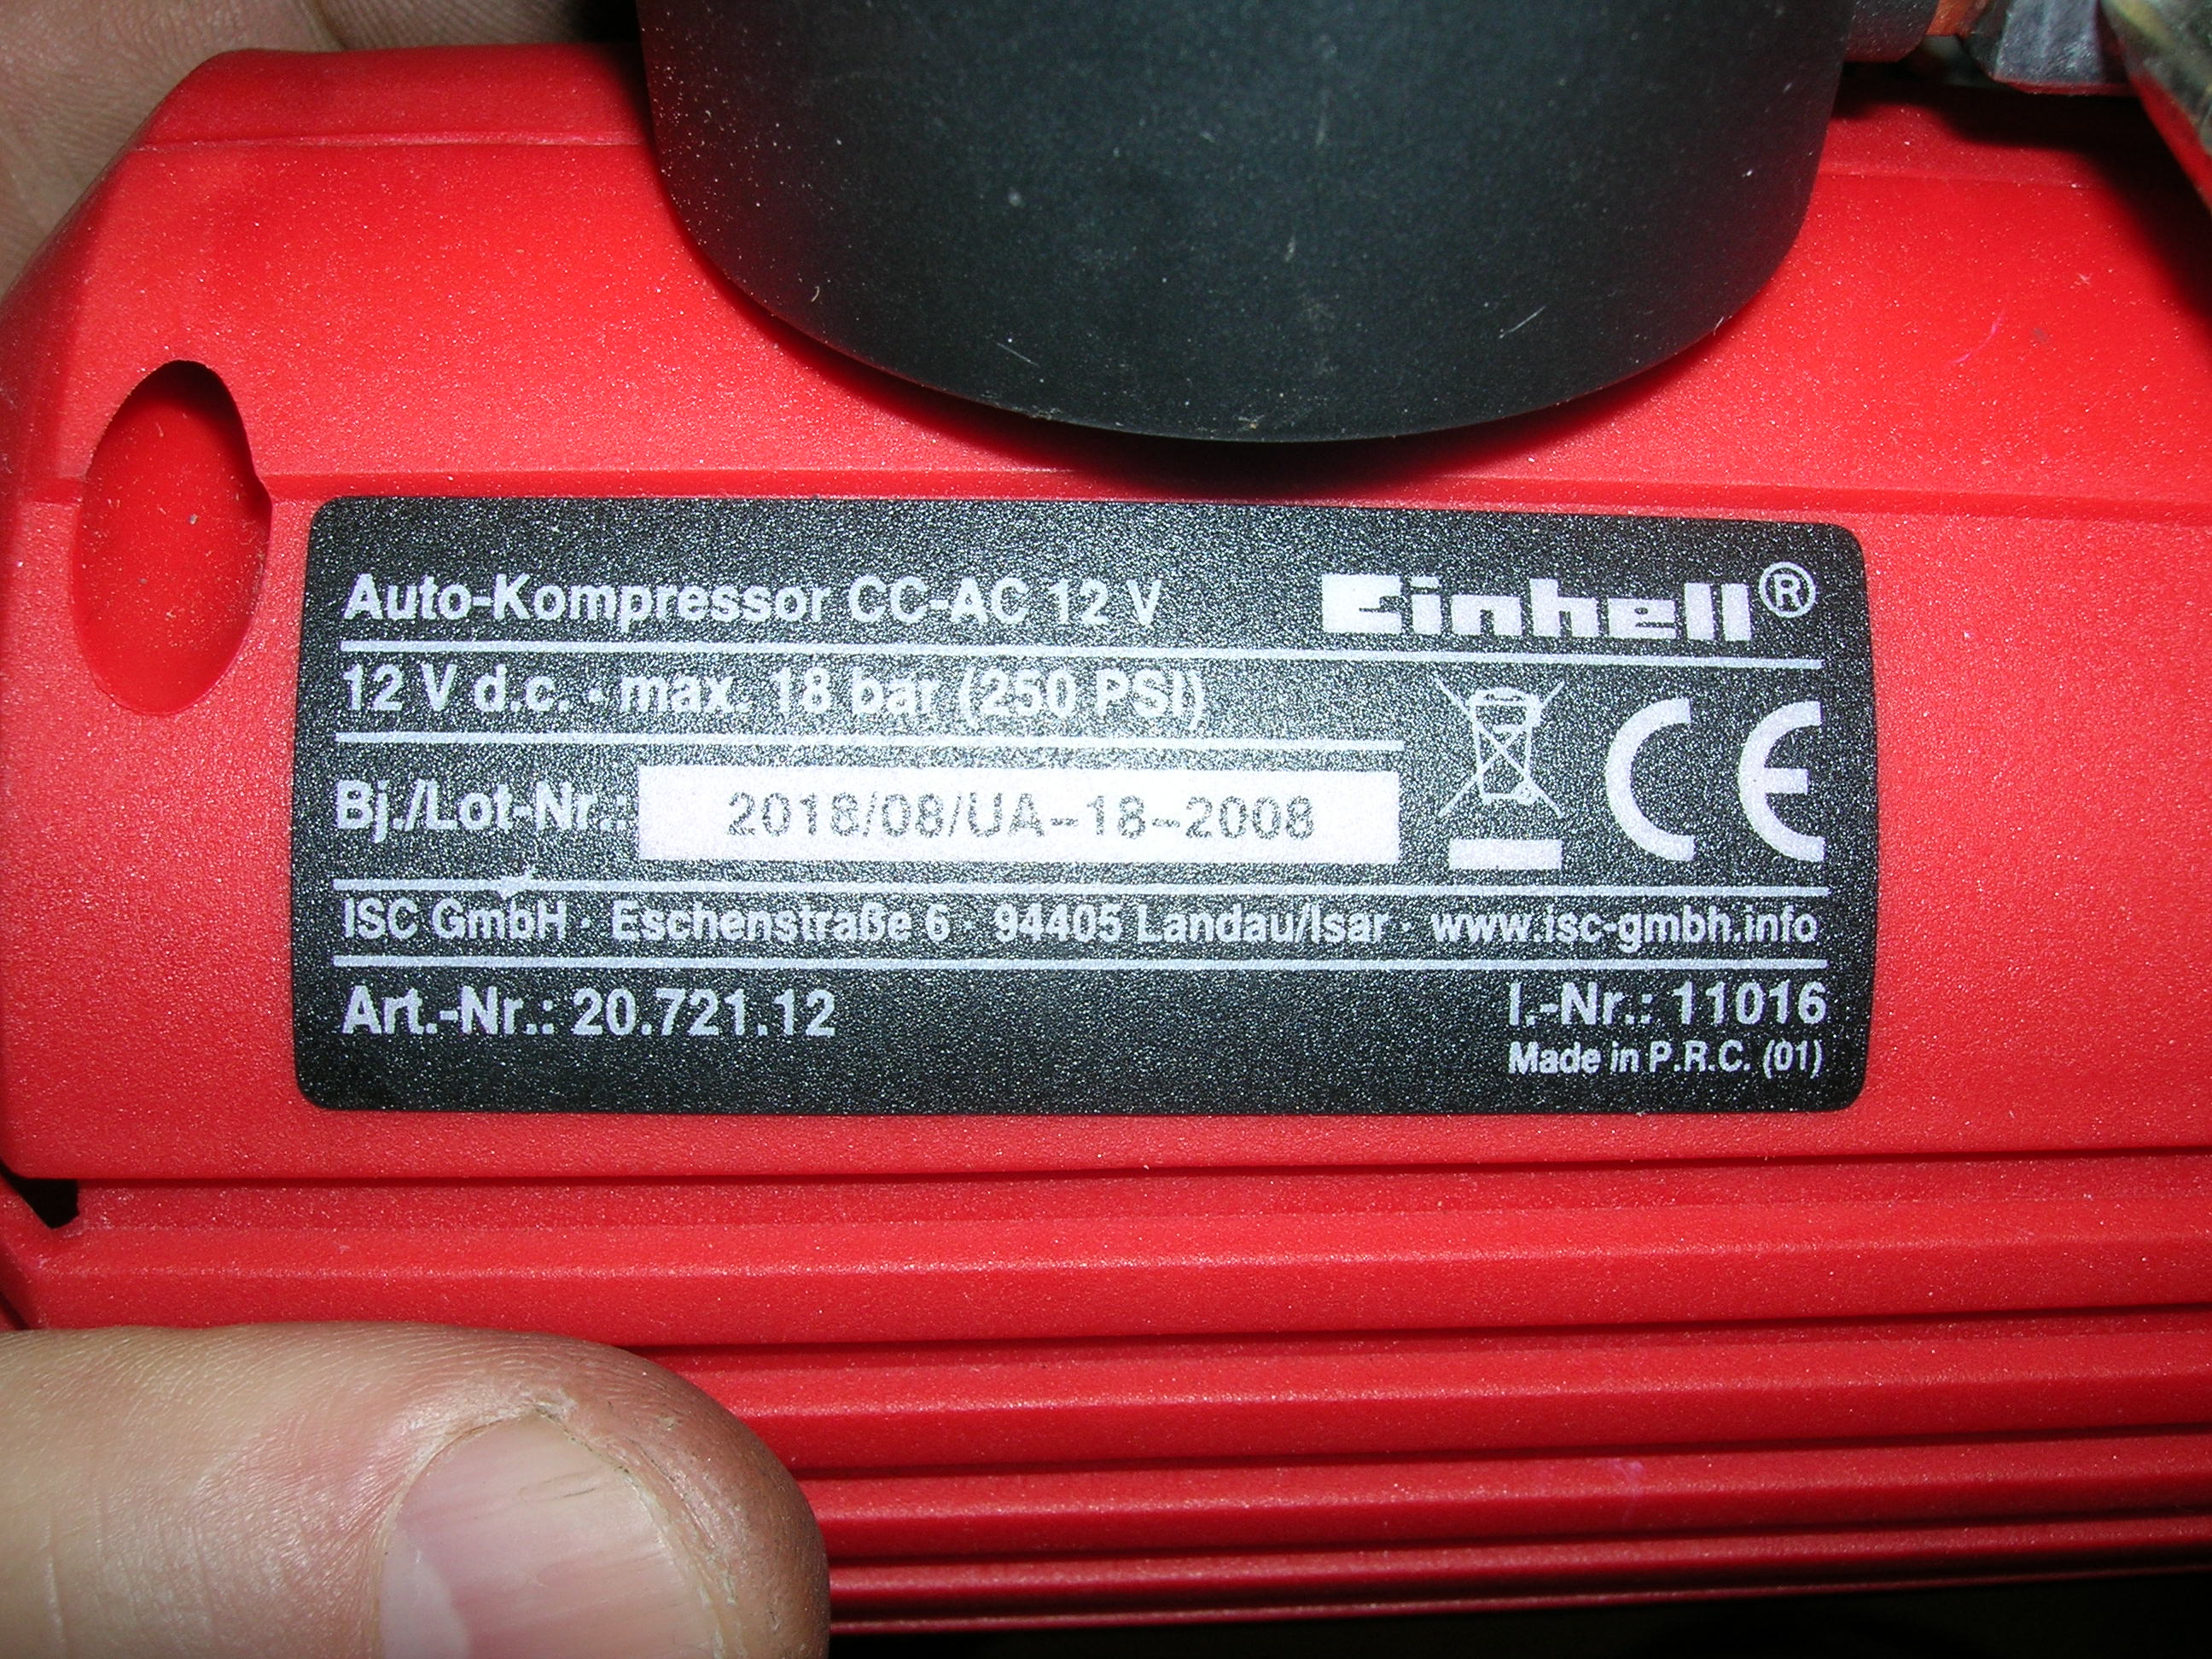 Auto-Kompressor CC-AC 12 V Einhell®
12 V d.c. · max. 18 bar (250 PSI)
CE
Bj./Lot-Nr.: 2018/08/UA-18-2008
ISC GmbH · Eschenstraße 6 · 94405 Landau/Isar · www.isc-gmbh.info
Art.-Nr.: 20.721.12 I.-Nr.: 11016
Made in P.R.C. (01)